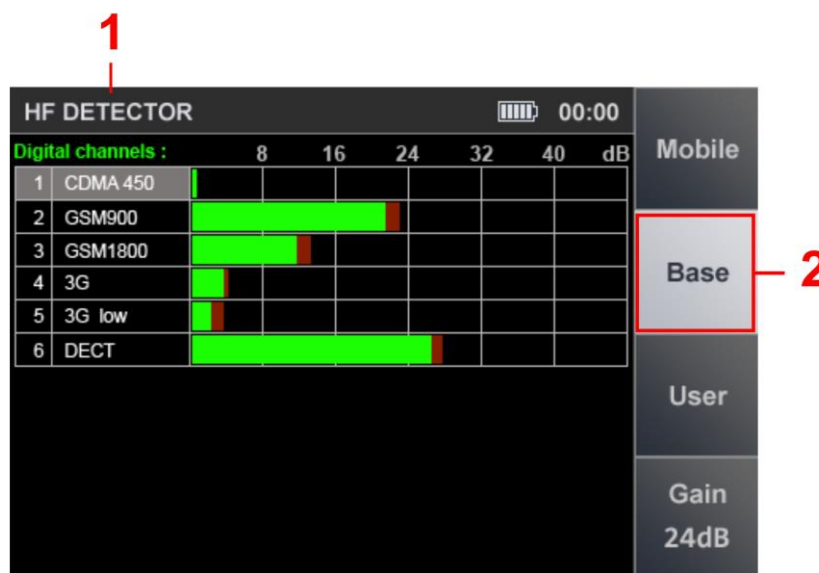 1
HF DETECTOR 00:00
Digital channels : 8 16 24 32 40 dB
1 CDMA 450
2 GSM900
3 GSM1800
4 3G
5 3G low
6 DECT
Mobile
Base
2
User
Gain
24dB